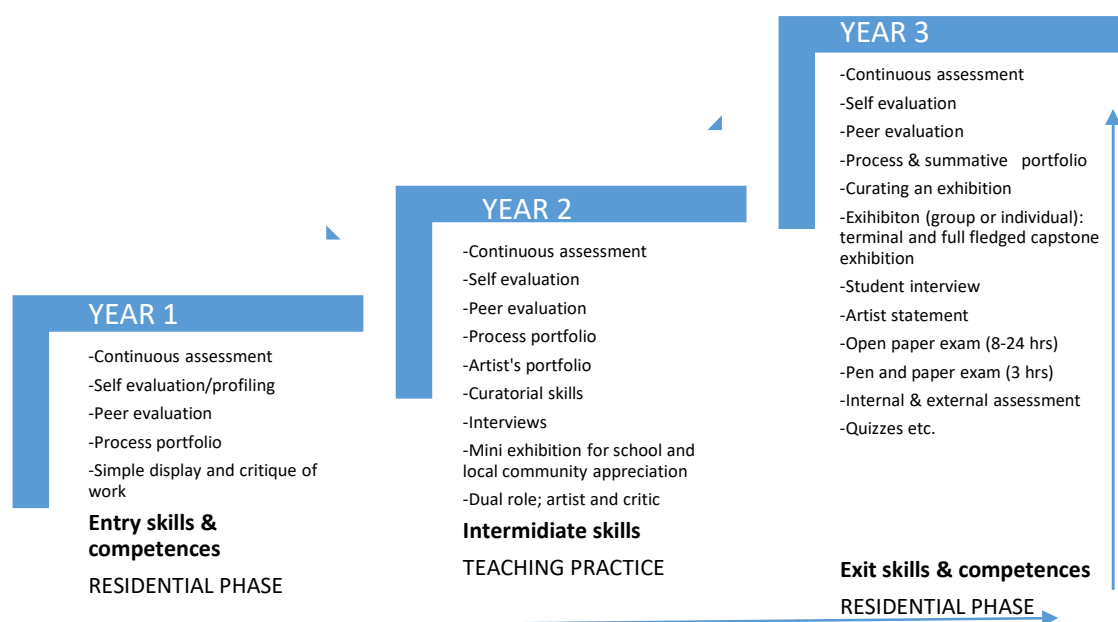 YEAR 1
-Continuous assessment
-Self evaluation/profiling
-Peer evaluation
-Process portfolio
-Simple display and critique of
work
Entry skills &
competences
RESIDENTIAL PHASE
YEAR 2
-Continuous assessment
-Self evaluation
-Peer evaluation
-Process portfolio
-Artist's portfolio
-Curatorial skills
-Interviews
-Mini exhibition for school and
local community appreciation
-Dual role; artist and critic
Intermidiate skills
TEACHING PRACTICE
YEAR 3
-Continuous assessment
-Self evaluation
-Peer evaluation
-Process & summative portfolio
-Curating an exhibition
-Exihibiton (group or individual):
terminal and full fledged capstone
exhibition
-Student interview
-Artist statement
-Open paper exam (8-24 hrs)
-Pen and paper exam (3 hrs)
-Internal & external assessment
-Quizzes etc.
Exit skills & competences
RESIDENTIAL PHASE